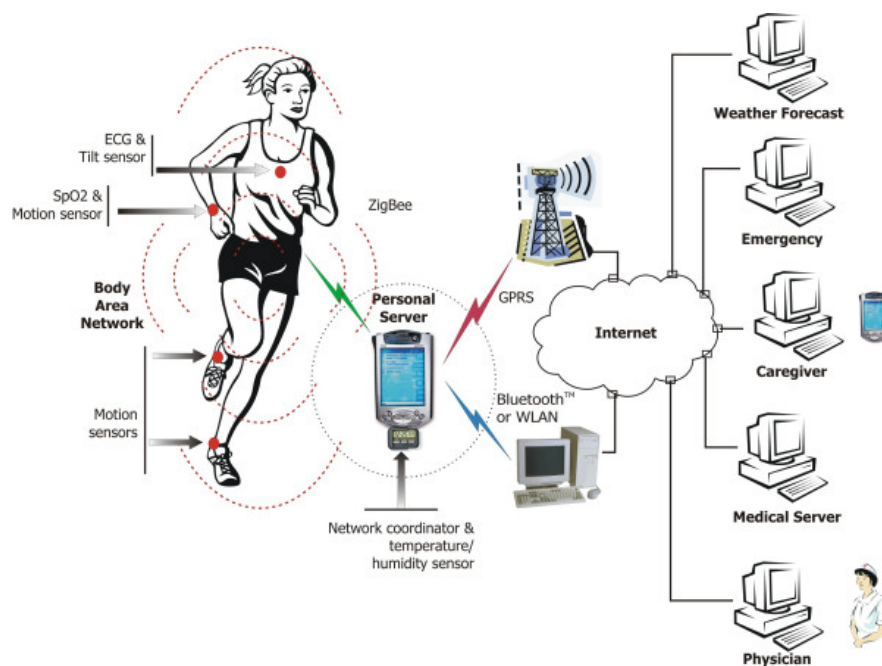 ECG &
Tilt sensor
SpO2 &
Motion sensor
ZigBee
Body
Area
Network
Motion
sensors
Personal
Server
GPRS
Bluetooth™
or WLAN
Network coordinator &
temperature/
humidity sensor
Internet
Weather Forecast
Emergency
Caregiver
Medical Server
Physician